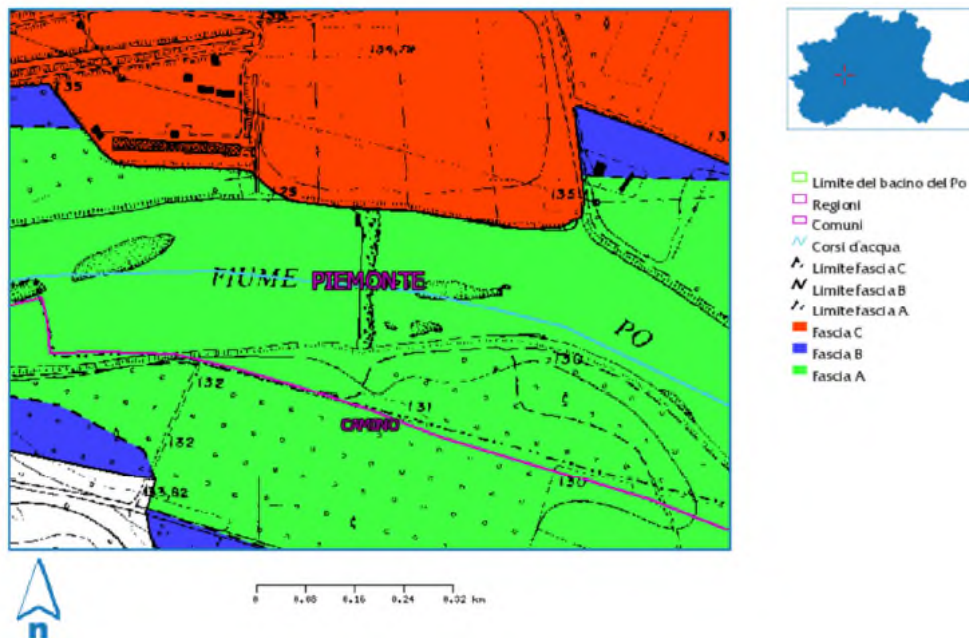 134,79
135
129
135
FIUME
PIEMONTE
PO
130
132
131
CAMINO
132
130
133,82
Limite del bacino del Po
Regioni
Comuni
Corsi d'acqua
Limite fascia C
Limite fascia B
Limite fascia A
Fascia C
Fascia B
Fascia A
0 0.08 0.16 0.24 0.32 km
n